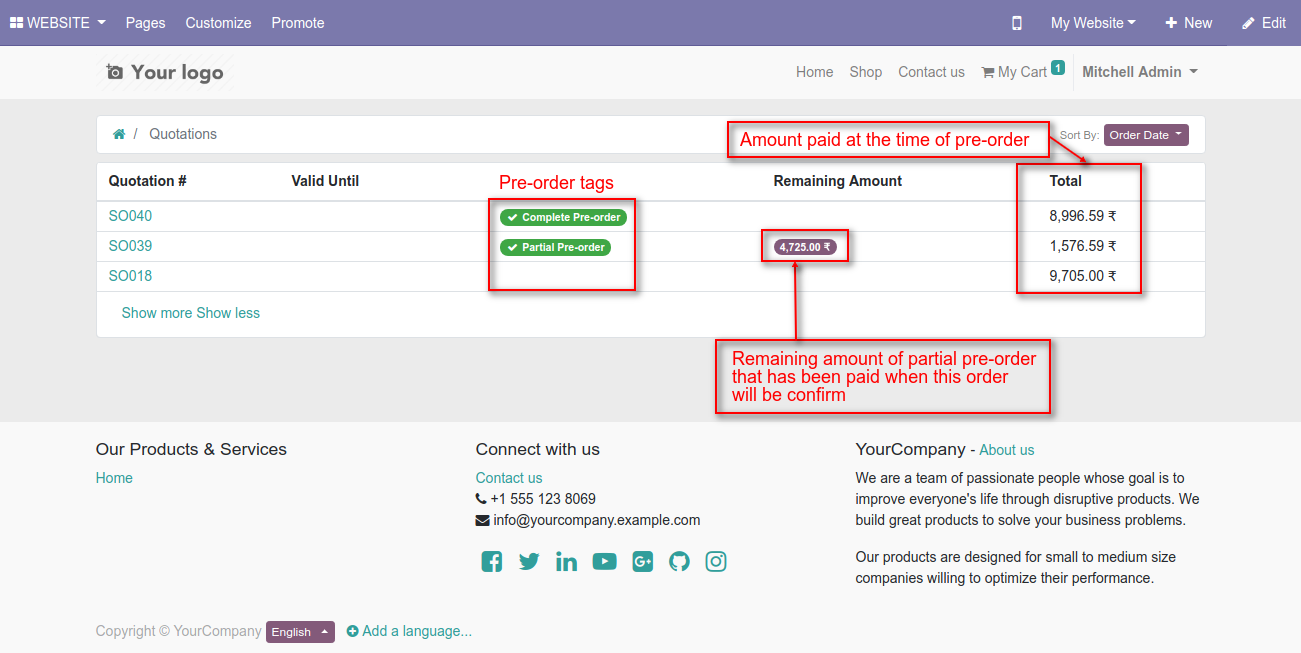 WEBSITE Pages Customize Promote My Website New Edit
Your logo Home Shop Contact us My Cart 1 Mitchell Admin
/ Quotations Amount paid at the time of pre-order Sort By: Order Date
Quotation # Valid Until Pre-order tags Remaining Amount Total
SO040 Complete Pre-order 8,996.59 ₹
SO039 Partial Pre-order 4,725.00 ₹ 1,576.59 ₹
SO018 9,705.00 ₹
Show more Show less
Remaining amount of partial pre-order
that has been paid when this order
will be confirm
Our Products & Services
Home
Connect with us
Contact us
+1 555 123 8069
info@yourcompany.example.com
YourCompany - About us
We are a team of passionate people whose goal is to
improve everyone's life through disruptive products. We
build great products to solve your business problems.
Our products are designed for small to medium size
companies willing to optimize their performance.
Copyright © YourCompany English Add a language...